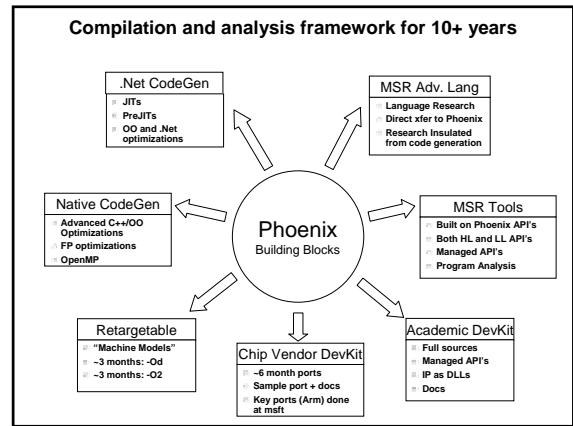 Compilation and analysis framework for 10+ years
.Net CodeGen
JITs
PreJITs
OO and .Net
optimizations
MSR Adv. Lang
Language Research
Direct xfer to Phoenix
Research Insulated
from code generation
Native CodeGen
Advanced C++/OO
Optimizations
FP optimizations
OpenMP
Phoenix
Building Blocks
MSR Tools
Built on Phoenix API's
Both HL and LL API's
Managed API's
Program Analysis
Retargetable
“Machine Models”
~3 months: -Od
~3 months: -O2
Chip Vendor DevKit
~6 month ports
Sample port + docs
Key ports (Arm) done
at msft
Academic DevKit
Full sources
Managed API's
IP as DLLs
Docs